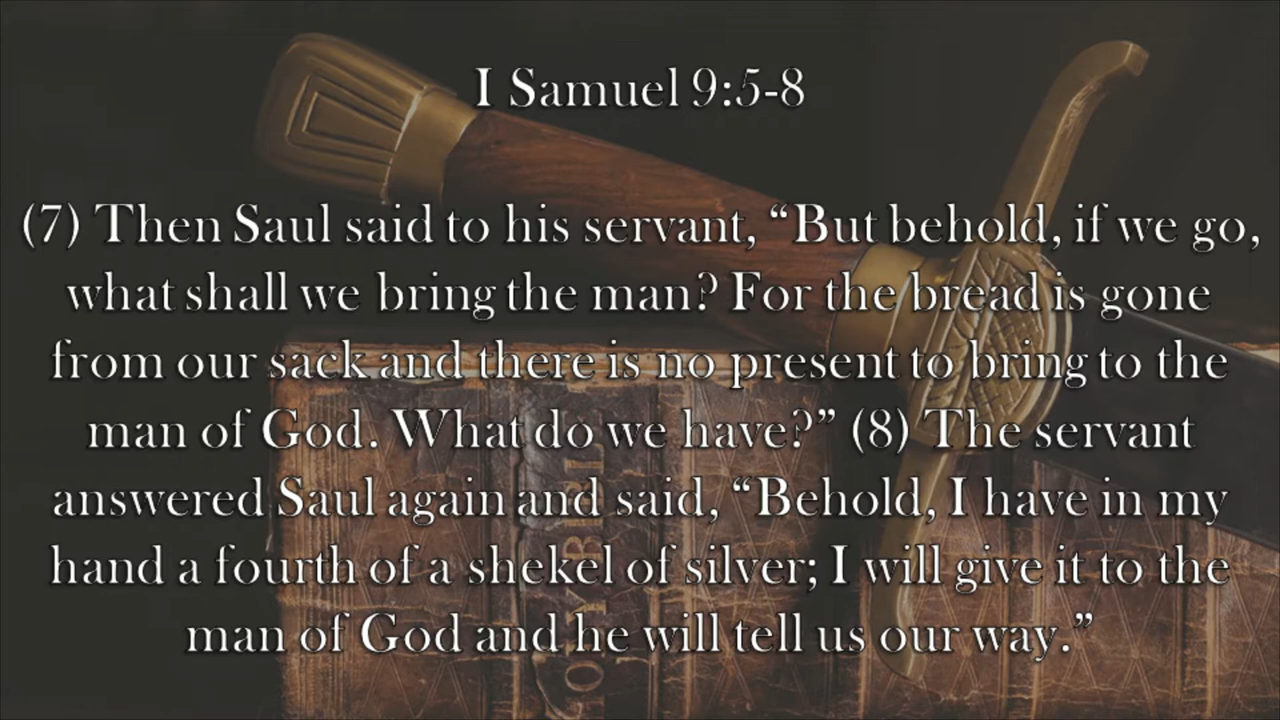 I Samuel 9:5-8
(7) Then Saul said to his servant, “But behold, if we go,
what shall we bring the man? For the bread is gone
from our sack and there is no present to bring to the
man of God. What do we have?” (8) The servant
answered Saul again and said, “Behold, I have in my
hand a fourth of a shekel of silver; I will give it to the
man of God and he will tell us our way.”